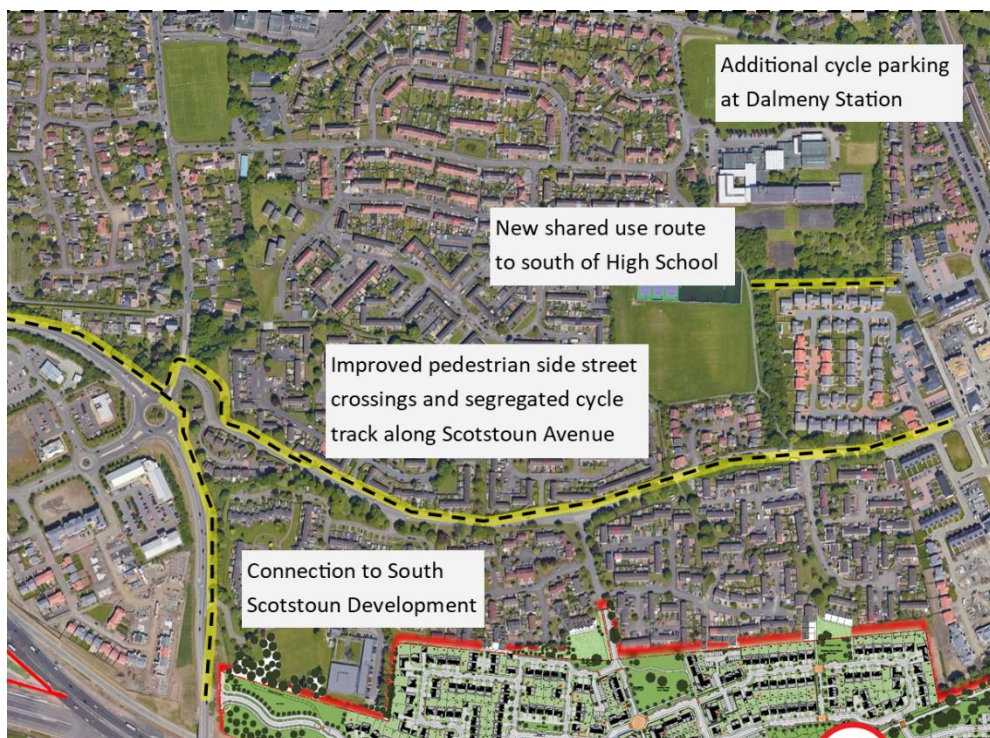 Additional cycle parking
at Dalmeny Station
New shared use route
to south of High School
Improved pedestrian side street
crossings and segregated cycle
track along Scotstoun Avenue
Connection to South
Scotstoun Development